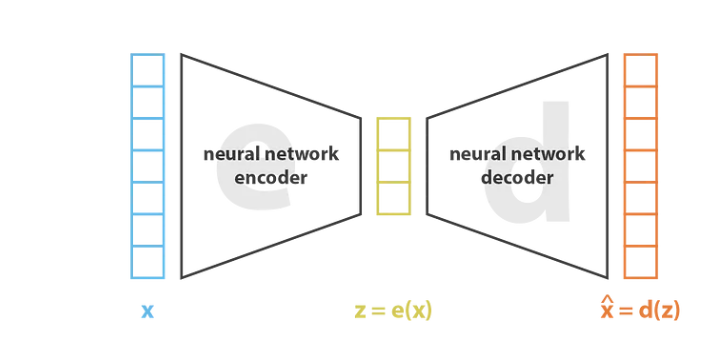 e
neural network
encoder
d
neural network
decoder
x
z = e(x)
x̂ = d(z)